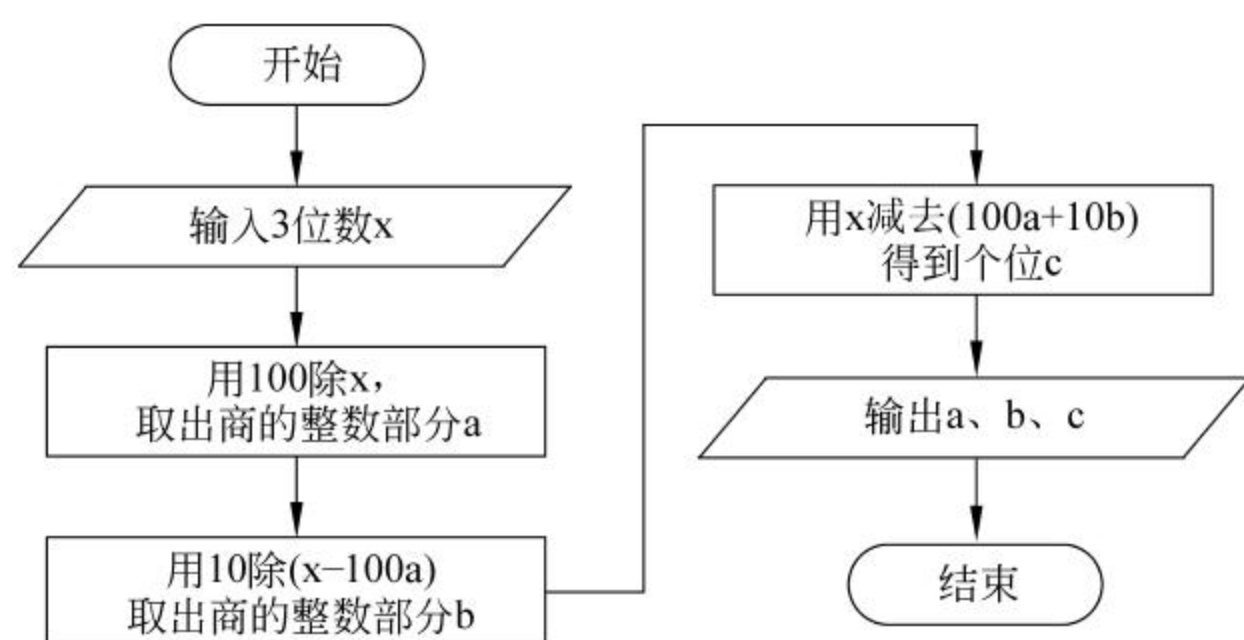 开始
输入3位数x
用100除x，
取出商的整数部分a
用10除(x−100a)
取出商的整数部分b
用x减去(100a+10b)
得到个位c
输出a、b、c
结束